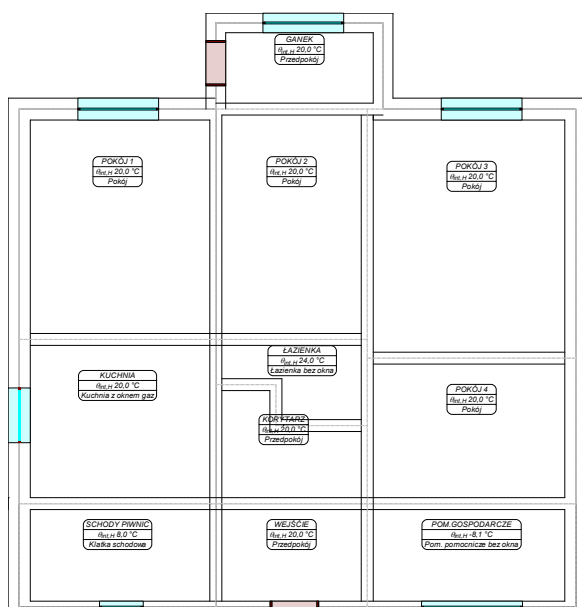 GANEK
θint,H 20,0 °C
Przedpokój
POKÓJ 1
θint,H 20,0 °C
Pokój
POKÓJ 2
θint,H 20,0 °C
Pokój
POKÓJ 3
θint,H 20,0 °C
Pokój
ŁAZIENKA
θint,H 24,0 °C
Łazienka bez okna
KUCHNIA
θint,H 20,0 °C
Kuchnia z oknem gaz
POKÓJ 4
θint,H 20,0 °C
Pokój
KORYTARZ
θint,H 20,0 °C
Przedpokój
SCHODY PIWNIC
θint,H 8,0 °C
Klatka schodowa
WEJŚCIE
θint,H 20,0 °C
Przedpokój
POM.GOSPODARCZE
θint,H -8,1 °C
Pom. pomocnicze bez okna